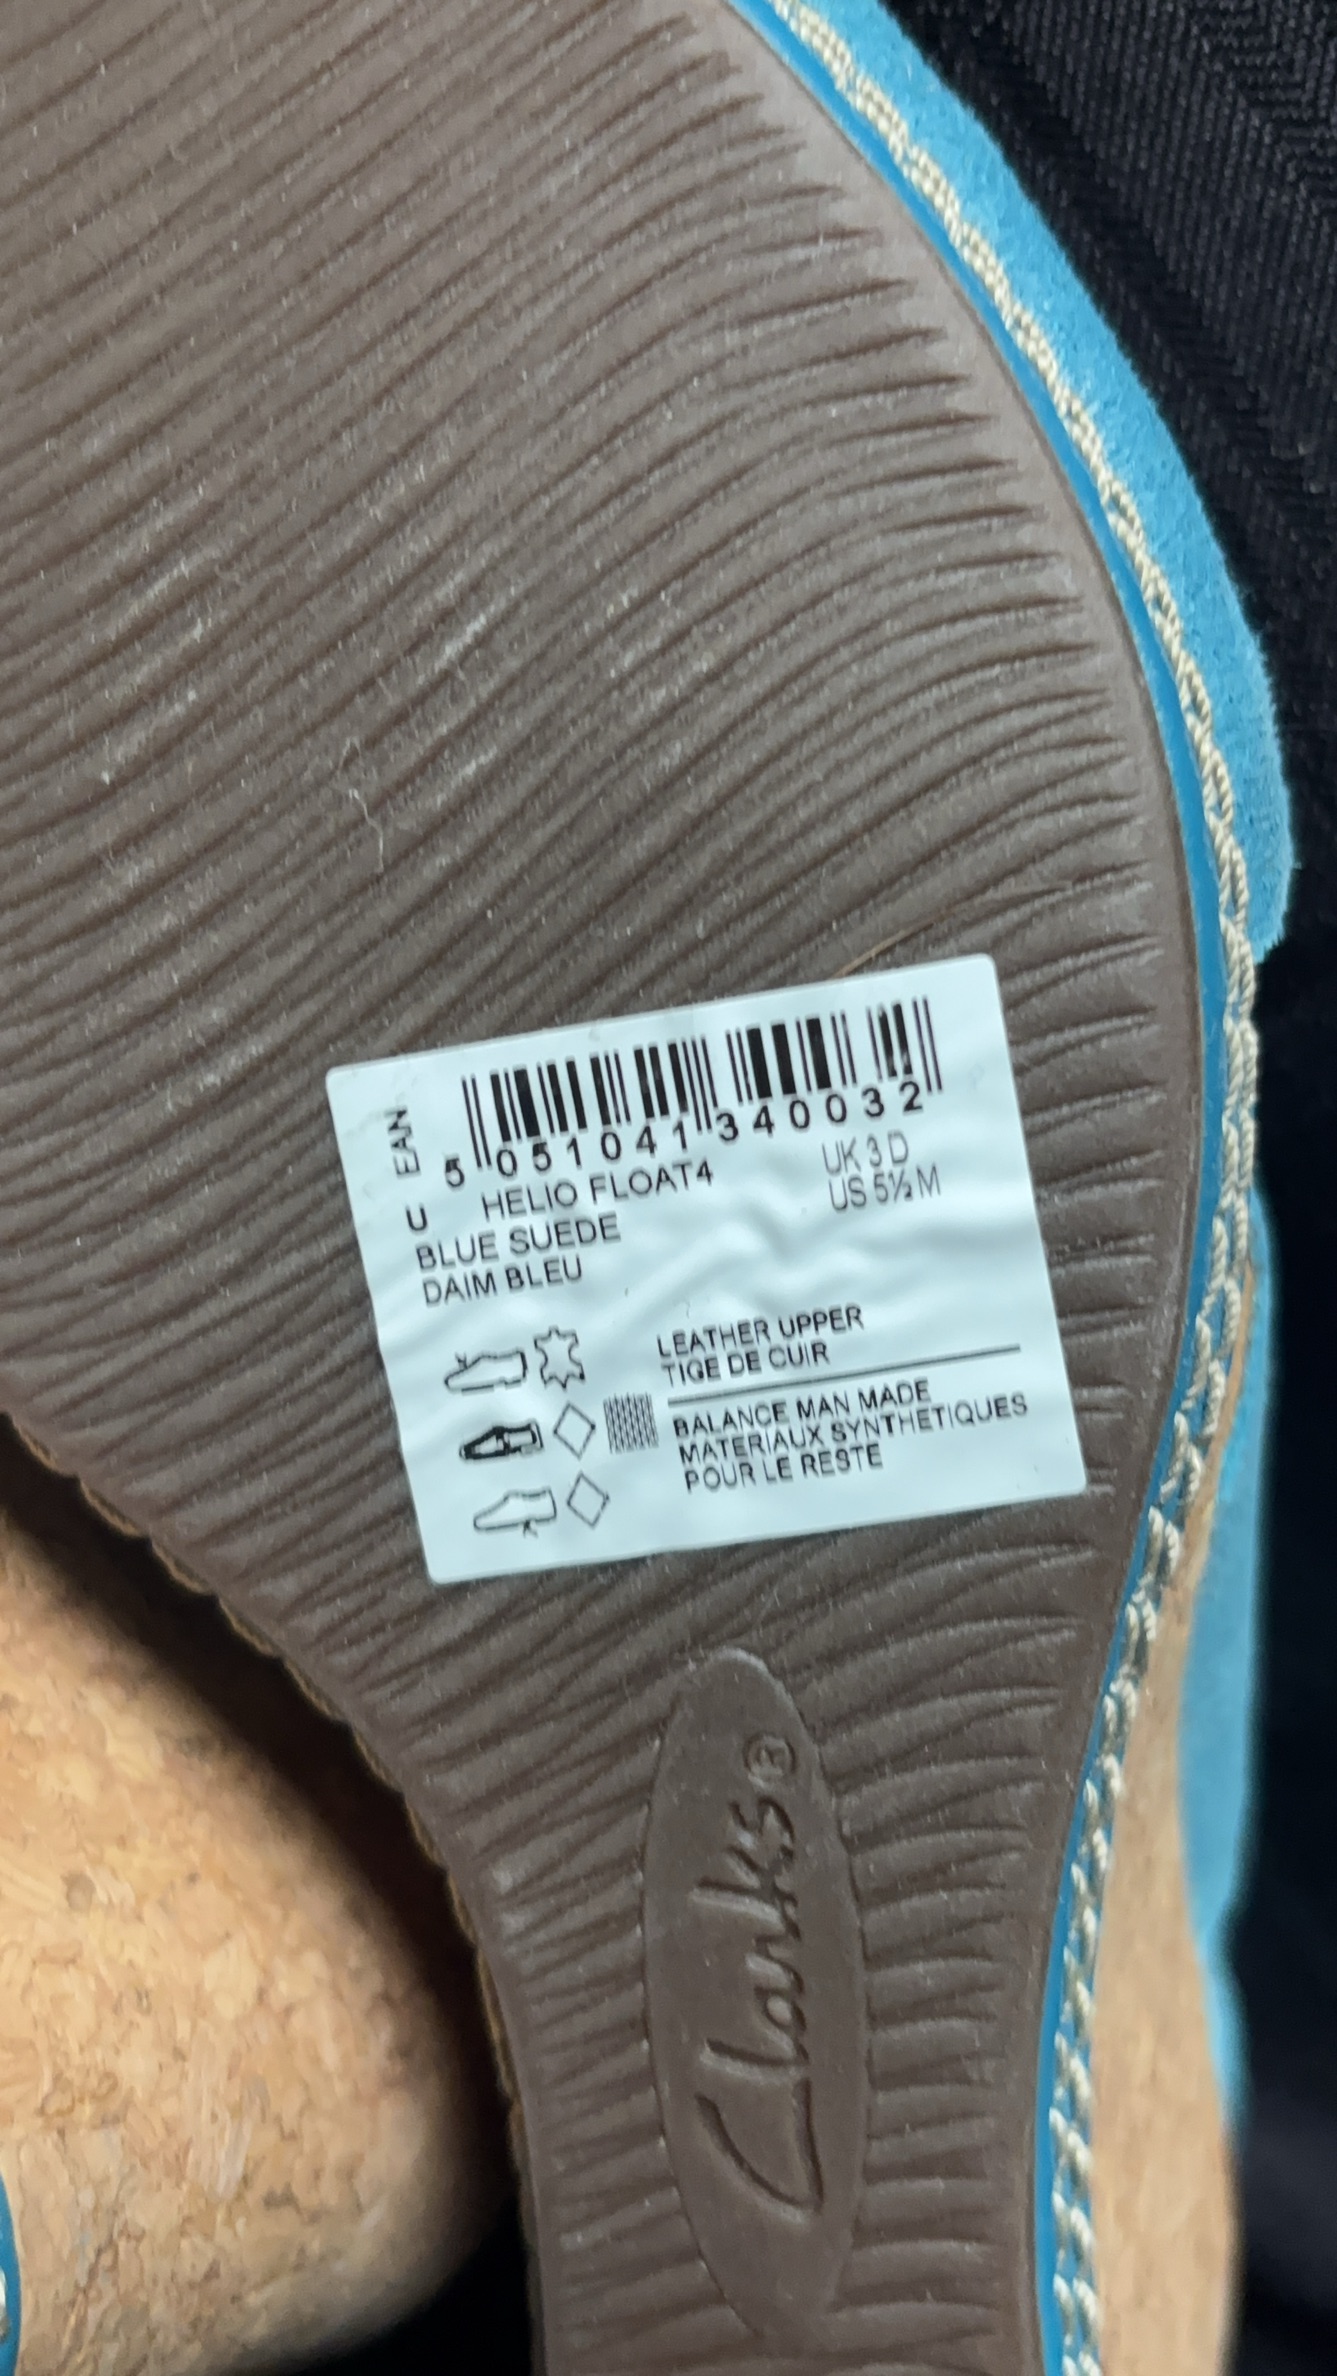 EAN
5 051041 340032
U HELIO FLOAT4
UK 3 D
US 5½ M
BLUE SUEDE
DAIM BLEU
LEATHER UPPER
TIGE DE CUIR
BALANCE MAN MADE
MATERIAUX SYNTHETIQUES
POUR LE RESTE
Clarks®